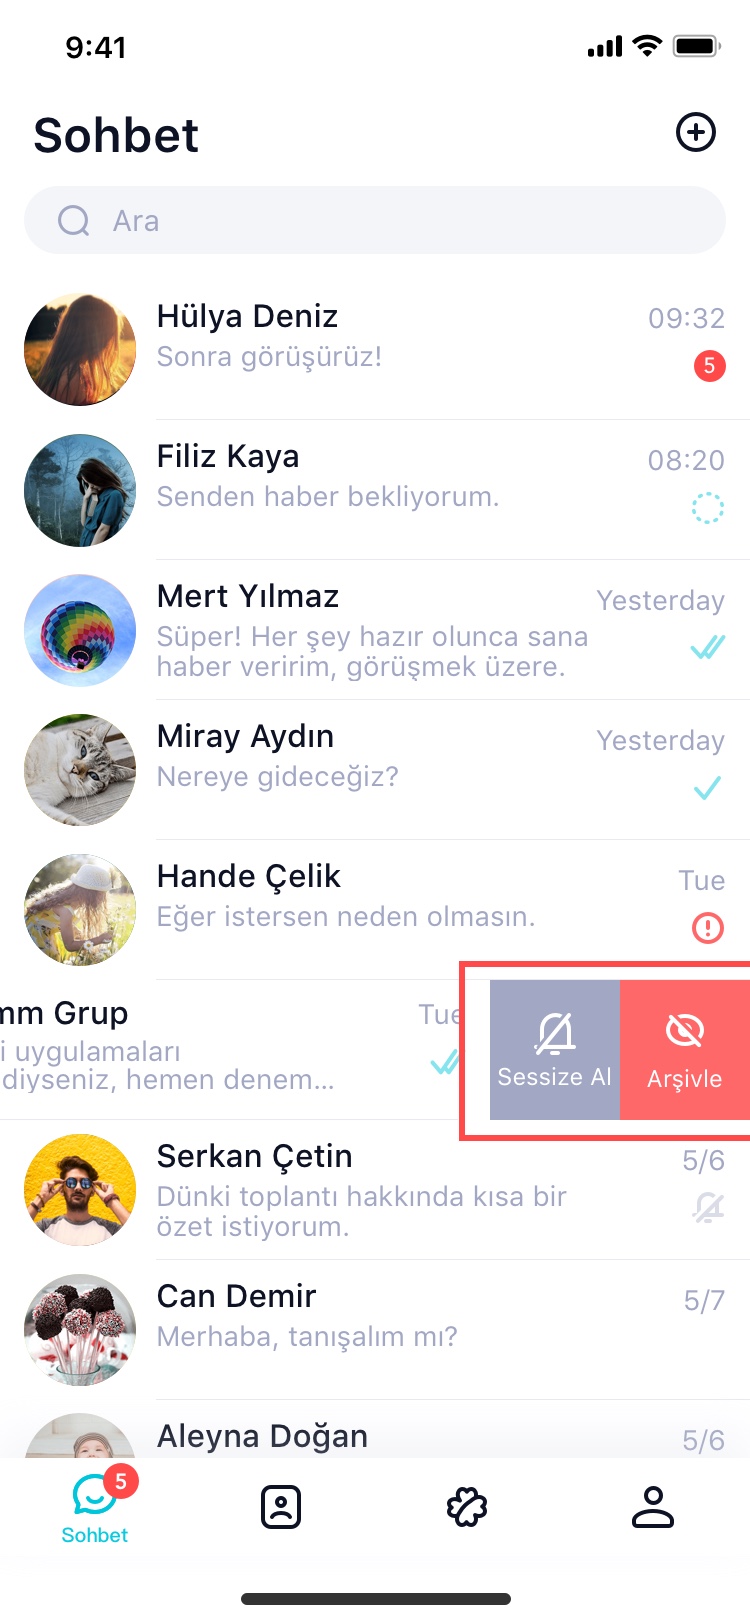 9:41
Sohbet
Ara
Hülya Deniz
09:32
Sonra görüşürüz!
5
Filiz Kaya
08:20
Senden haber bekliyorum.
Mert Yılmaz
Yesterday
Süper! Her şey hazır olunca sana
haber veririm, görüşmek üzere.
Miray Aydın
Yesterday
Nereye gideceğiz?
Hande Çelik
Tue
Eğer istersen neden olmasın.
mm Grup
Tue
i uygulamaları
diyseniz, hemen denem...
Sessize Al
Arşivle
Serkan Çetin
5/6
Dünki toplantı hakkında kısa bir
özet istiyorum.
Can Demir
5/7
Merhaba, tanışalım mı?
Aleyna Doğan
5/6
5
Sohbet